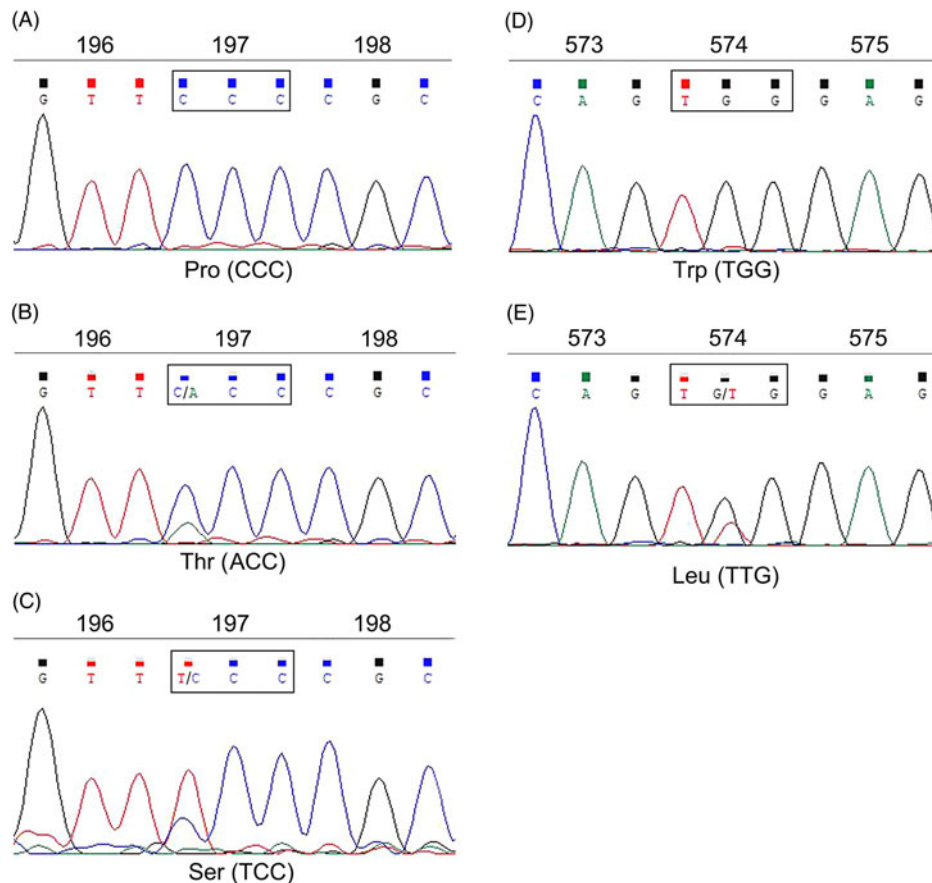 (A)
196 197 198
G T T C C C C G C
Pro (CCC)
(B)
196 197 198
G T T C/A C C C G C
Thr (ACC)
(C)
196 197 198
G T T T/C C C C G C
Ser (TCC)
(D)
573 574 575
C A G T G G G A G
Trp (TGG)
(E)
573 574 575
C A G T G/T G G A G
Leu (TTG)